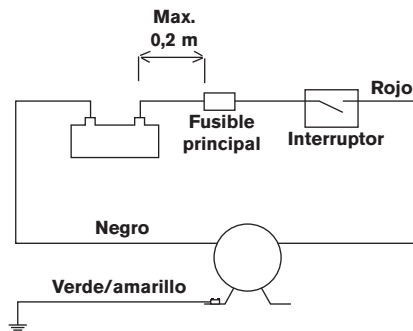 Max.
0,2 m
Rojo
Fusible
principal
Interruptor
Negro
Verde/amarillo